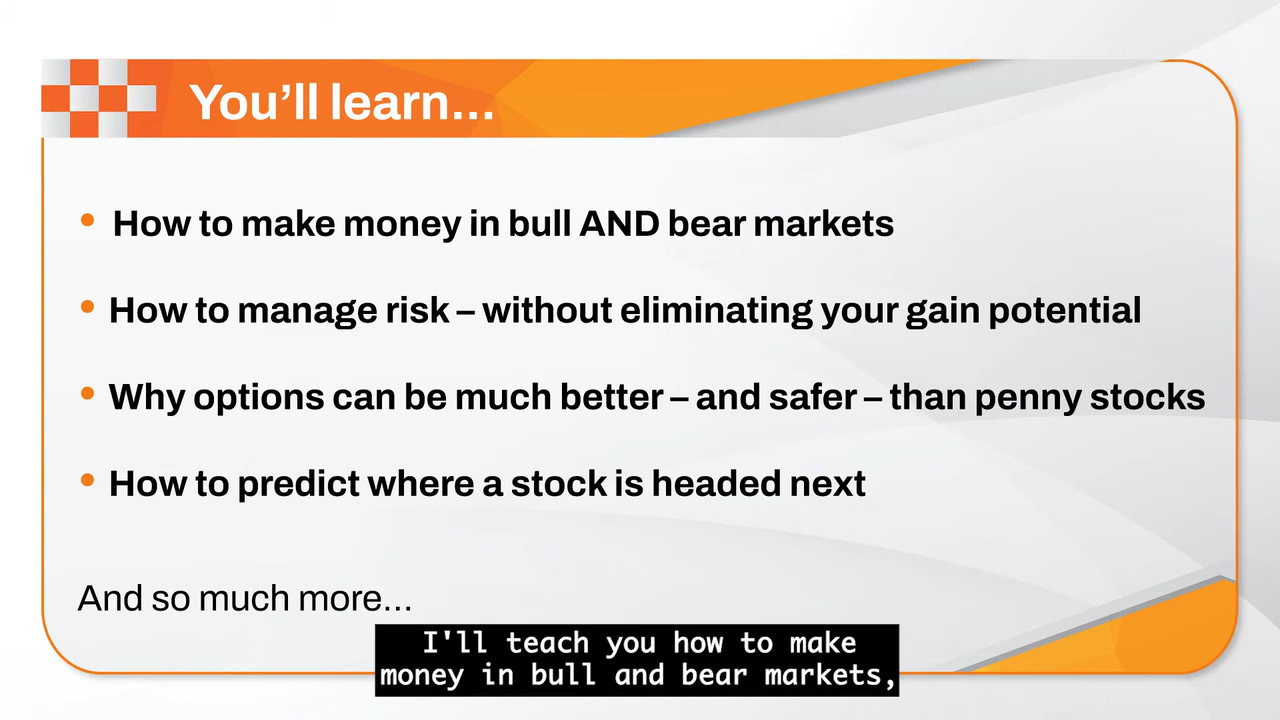 You’ll learn...
• How to make money in bull AND bear markets
• How to manage risk – without eliminating your gain potential
• Why options can be much better – and safer – than penny stocks
• How to predict where a stock is headed next
And so much more...
I'll teach you how to make
money in bull and bear markets,